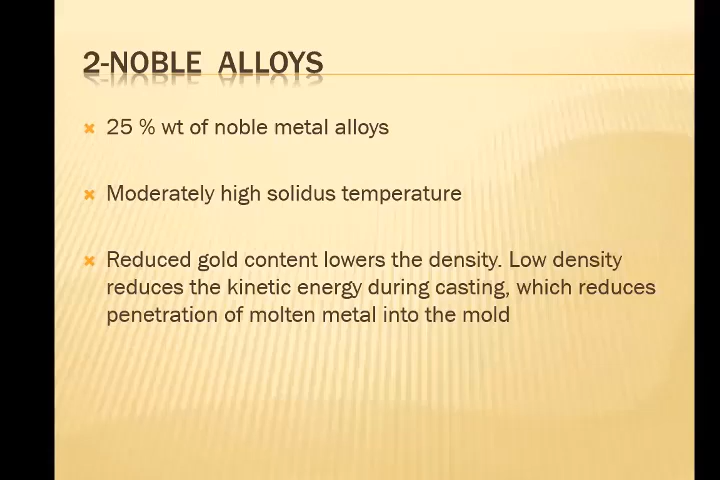 2-NOBLE ALLOYS
25 % wt of noble metal alloys
Moderately high solidus temperature
Reduced gold content lowers the density. Low density
reduces the kinetic energy during casting, which reduces
penetration of molten metal into the mold